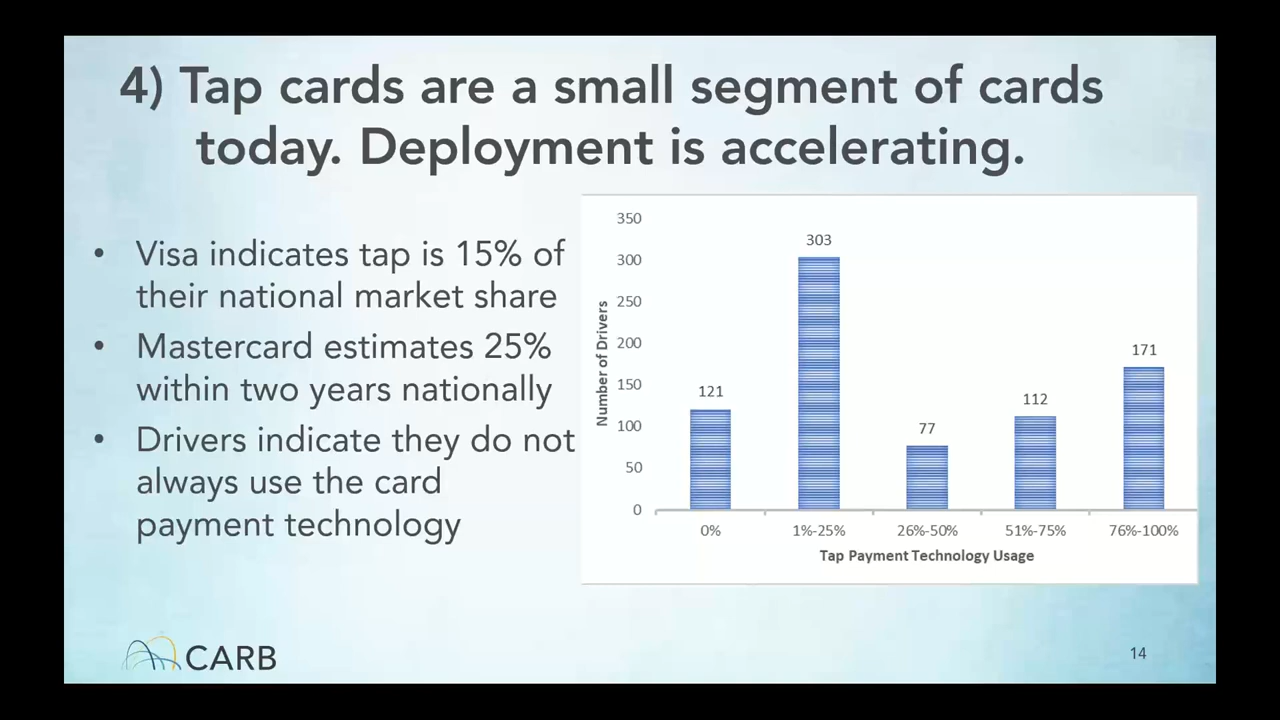 4) Tap cards are a small segment of cards
today. Deployment is accelerating.
• Visa indicates tap is 15% of
their national market share
• Mastercard estimates 25%
within two years nationally
• Drivers indicate they do not
always use the card
payment technology
Number of Drivers
350
300
250
200
150
100
50
0
121
303
77
112
171
0%
1%-25%
26%-50%
51%-75%
76%-100%
Tap Payment Technology Usage
CARB
14